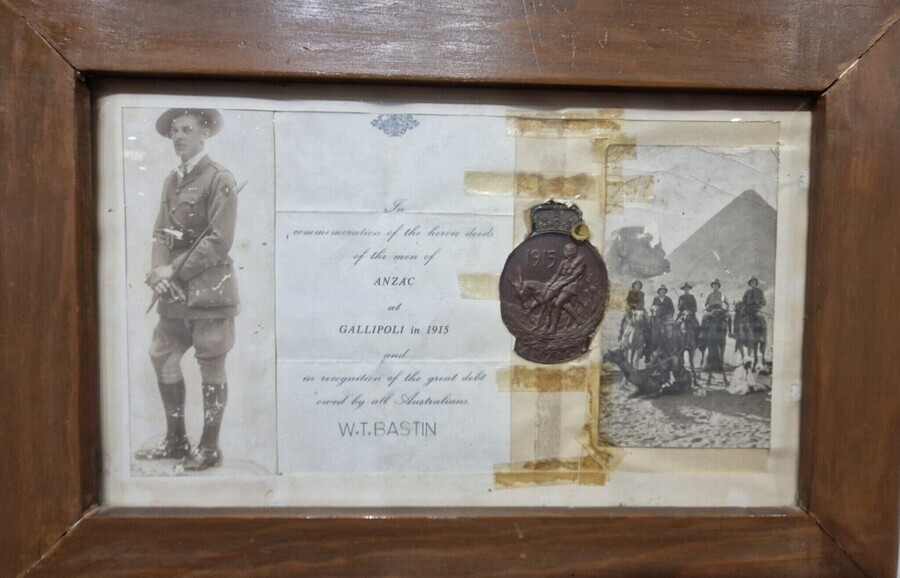 In
commemoration of the heroic deeds
of the men of
ANZAC
at
GALLIPOLI in 1915
and
in recognition of the great debt
owed by all Australians.
W.T. BASTIN
1915